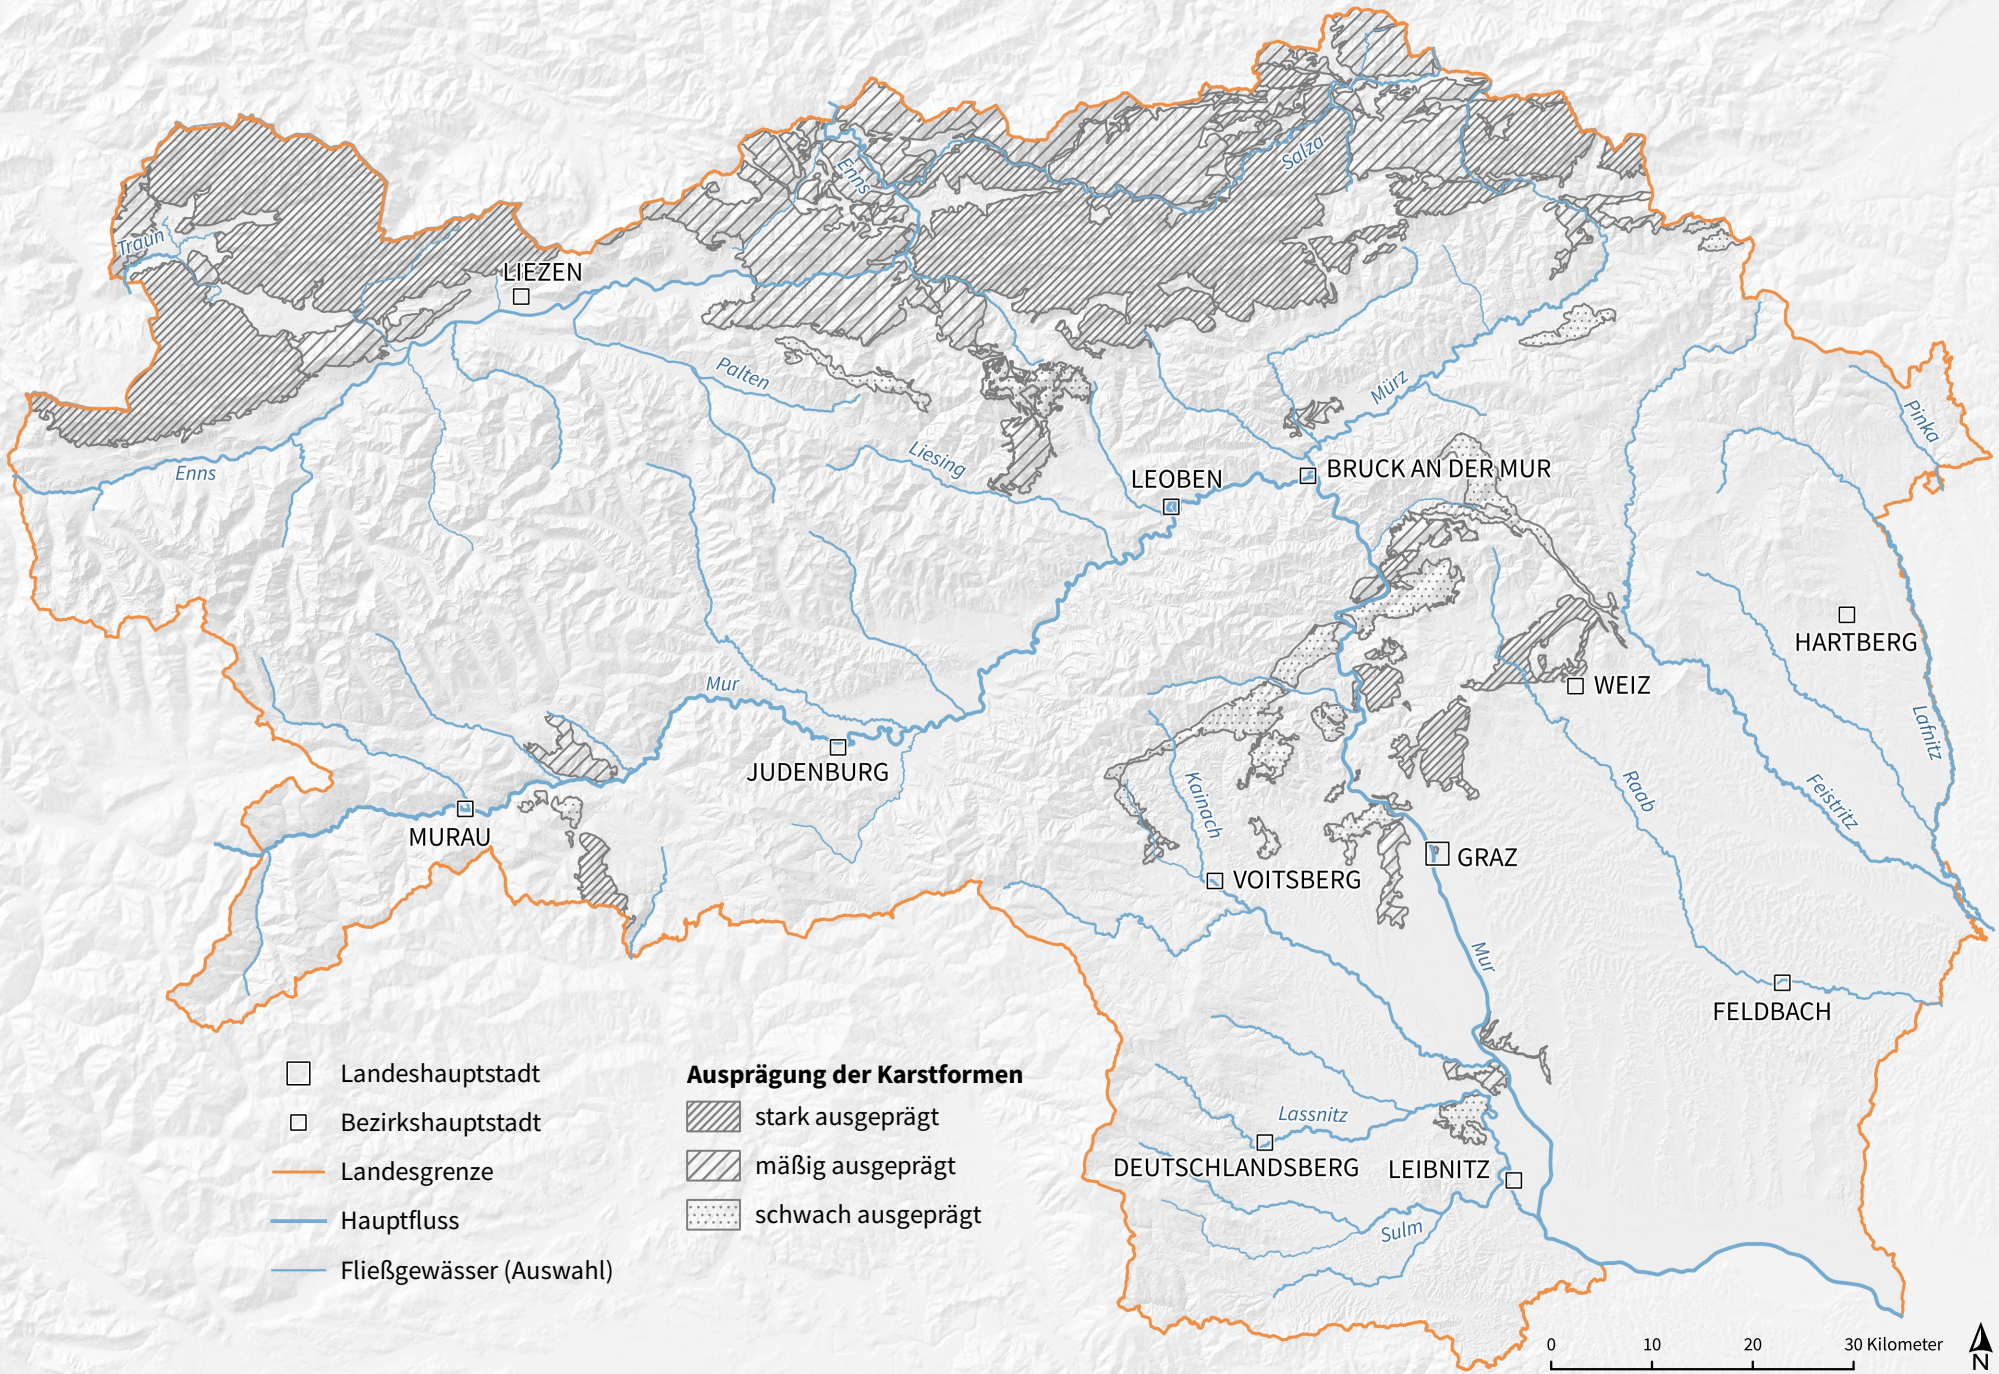 Salza
Enns
Traun
LIEZEN
Palten
Mürz
Pinka
Enns
Liesing
LEOBEN
BRUCK AN DER MUR
HARTBERG
WEIZ
Mur
Lafnitz
JUDENBURG
Kainach
Raab
Feistritz
MURAU
GRAZ
VOITSBERG
Mur
FELDBACH
Lassnitz
DEUTSCHLANDSBERG
LEIBNITZ
Sulm
Landeshauptstadt
Bezirkshauptstadt
Landesgrenze
Hauptfluss
Fließgewässer (Auswahl)
Ausprägung der Karstformen
stark ausgeprägt
mäßig ausgeprägt
schwach ausgeprägt
0 10 20 30 Kilometer
N